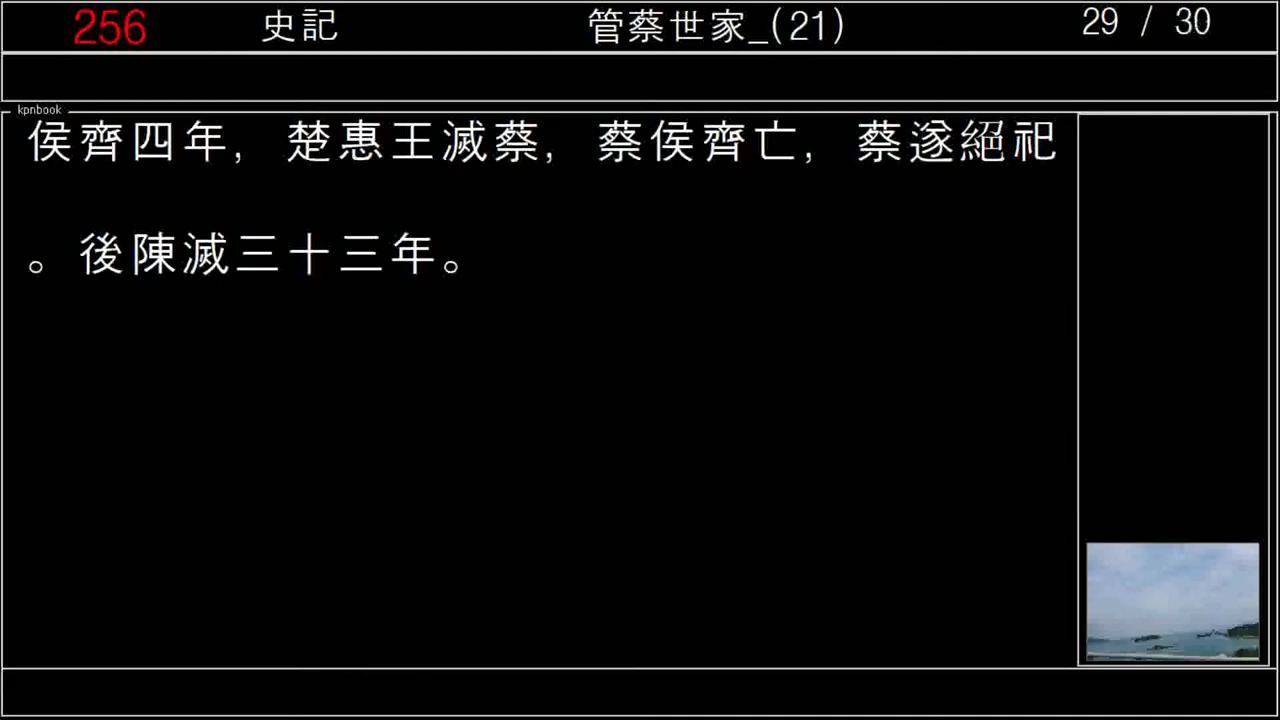 256 史記 管蔡世家_(21) 29 / 30
kpnbook
侯齊四年, 楚惠王滅蔡, 蔡侯齊亡, 蔡遂絕祀
。後陳滅三十三年。